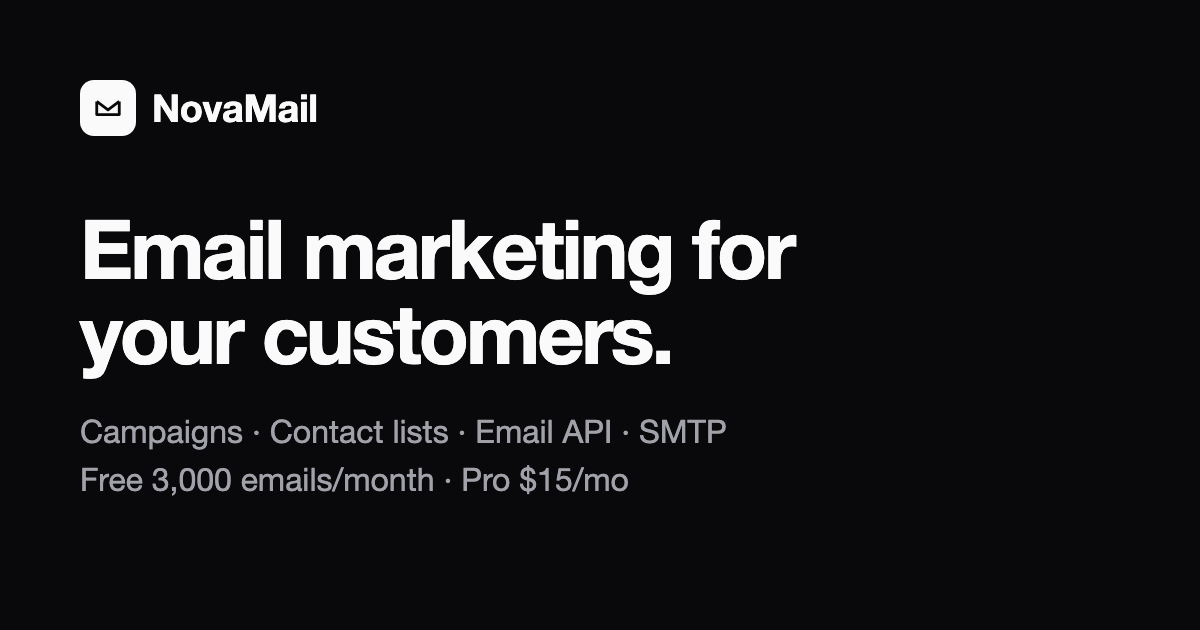 NovaMail
Email marketing for
your customers.
Campaigns · Contact lists · Email API · SMTP
Free 3,000 emails/month · Pro $15/mo